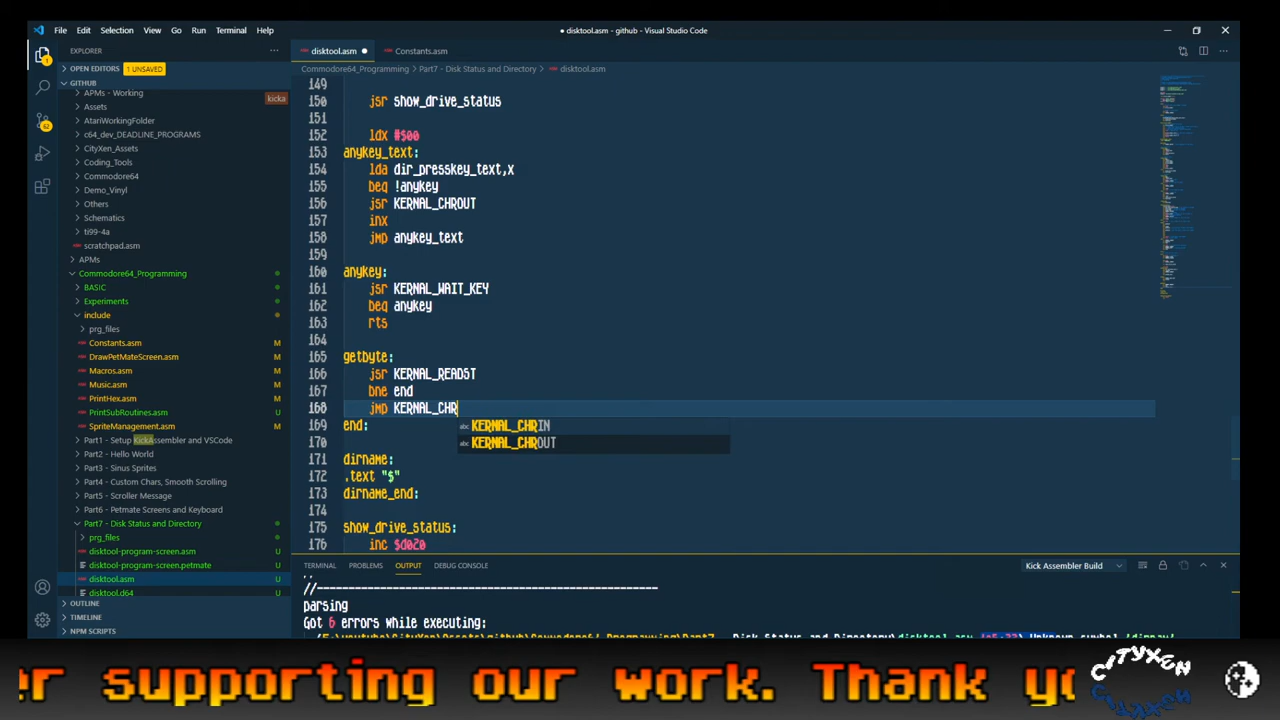 File Edit Selection View Go Run Terminal Help
● disktool.asm - github - Visual Studio Code
EXPLORER ···
disktool.asm ●
Constants.asm
OPEN EDITORS 1 UNSAVED
Commodore64_Programming > Part7 - Disk Status and Directory > disktool.asm
GITHUB
APMs - Working
kicka
Assets
AtariWorkingFolder
c64_dev_DEADLINE_PROGRAMS
CityXen_Assets
Coding_Tools
Commodore64
Demo_Vinyl
Others
Schematics
ti99-4a
scratchpad.asm
APMs
Commodore64_Programming
BASIC
Experiments
include
prg_files
Constants.asm M
DrawPetMateScreen.asm M
Macros.asm M
Music.asm M
PrintHex.asm M
PrintSubRoutines.asm U
SpriteManagement.asm M
Part1 - Setup KickAssembler and VSCode
Part2 - Hello World
Part3 - Sinus Sprites
Part4 - Custom Chars, Smooth Scrolling
Part5 - Scroller Message
Part6 - Petmate Screens and Keyboard
Part7 - Disk Status and Directory
prg_files
disktool-program-screen.asm U
disktool-program-screen.petmate U
disktool.asm U
disktool.d64 U
OUTLINE
TIMELINE
NPM SCRIPTS
1
62
149
150 jsr show_drive_status
151
152 ldx #$00
153 anykey_text:
154 lda dir_presskey_text,x
155 beq !anykey
156 jsr KERNAL_CHROUT
157 inx
158 jmp anykey_text
159
160 anykey:
161 jsr KERNAL_WAIT_KEY
162 beq anykey
163 rts
164
165 getbyte:
166 jsr KERNAL_READST
167 bne end
168 jmp KERNAL_CHR
169 end:
abc KERNAL_CHRIN
170
abc KERNAL_CHROUT
171 dirname:
172 .text "$"
173 dirname_end:
174
175 show_drive_status:
176 inc $d020
TERMINAL PROBLEMS OUTPUT DEBUG CONSOLE
Kick Assembler Build
//------------------------------------------------------
parsing
Got 6 errors while executing:
er supporting our work. Thank yo
CITYXEN
CITYXEN